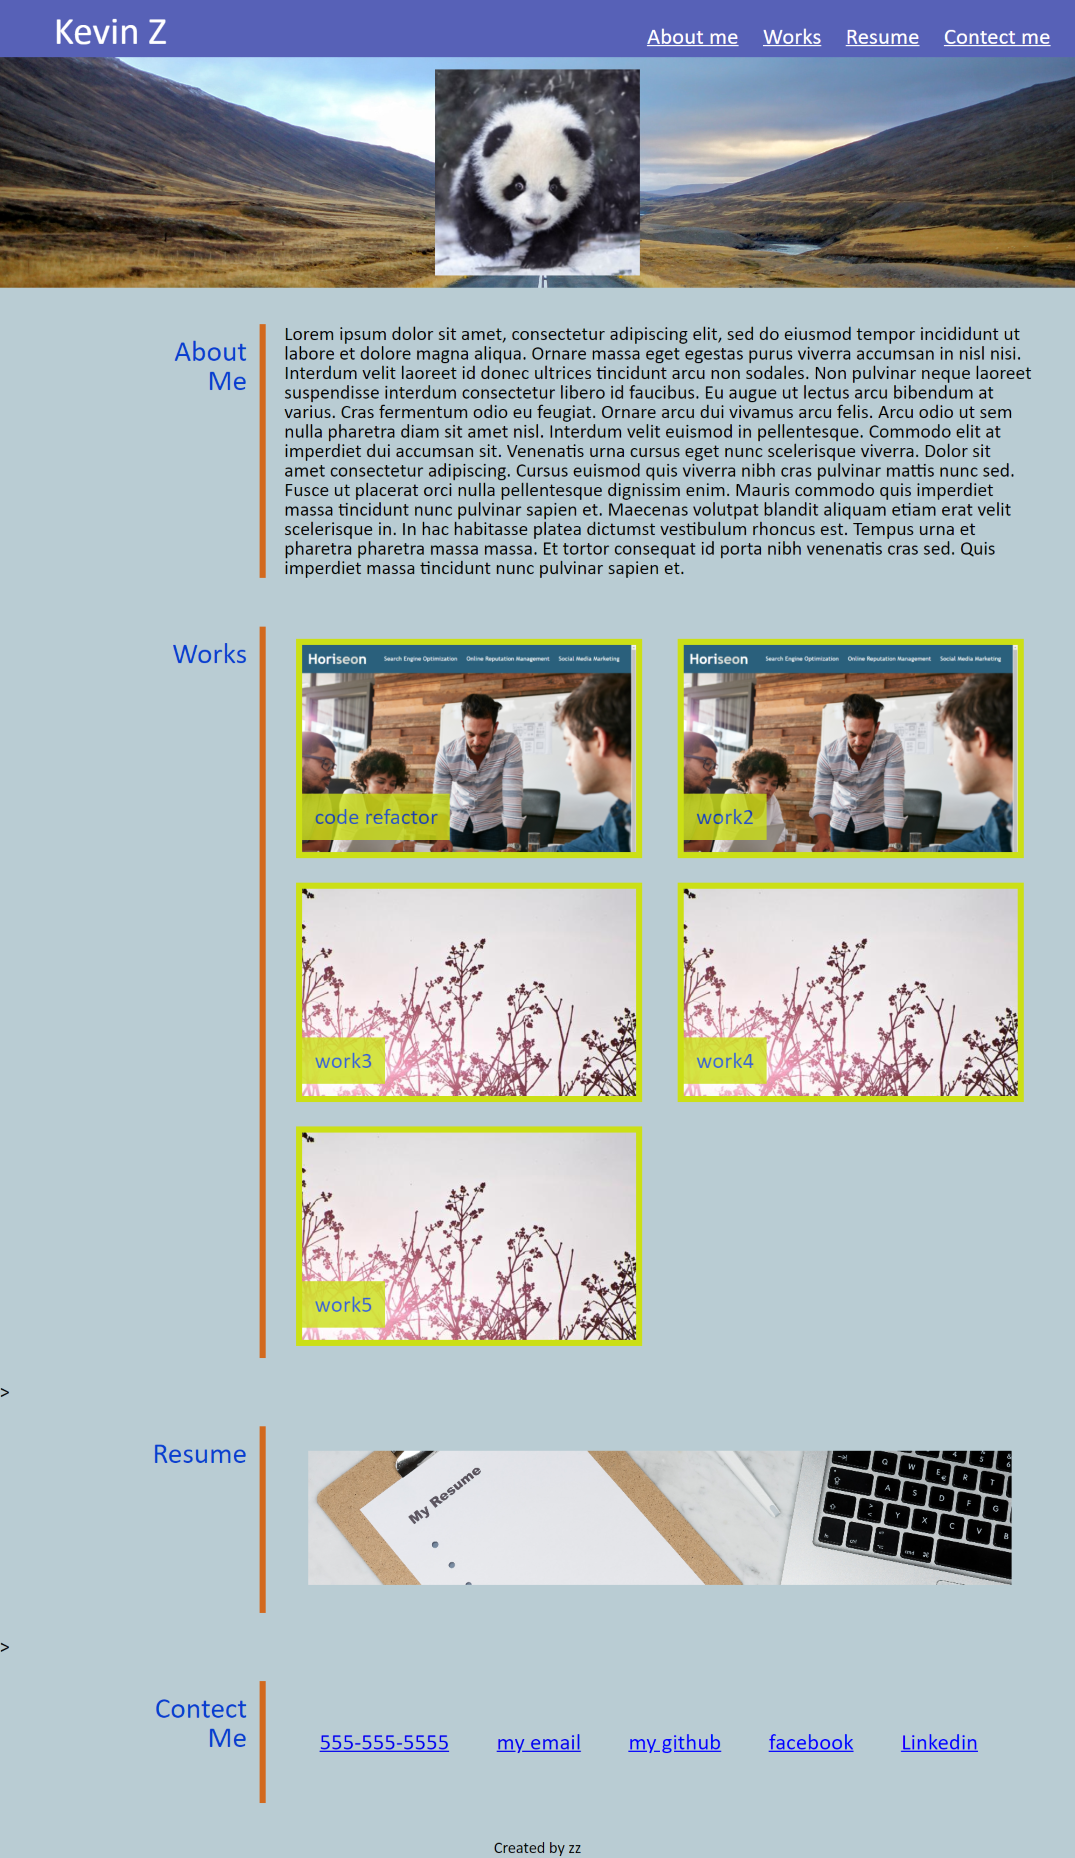 Kevin Z
About me Works Resume Contect me
About
Me
Lorem ipsum dolor sit amet, consectetur adipiscing elit, sed do eiusmod tempor incididunt ut
labore et dolore magna aliqua. Ornare massa eget egestas purus viverra accumsan in nisl nisi.
Interdum velit laoreet id donec ultrices tincidunt arcu non sodales. Non pulvinar neque laoreet
suspendisse interdum consectetur libero id faucibus. Eu augue ut lectus arcu bibendum at
varius. Cras fermentum odio eu feugiat. Ornare arcu dui vivamus arcu felis. Arcu odio ut sem
nulla pharetra diam sit amet nisl. Interdum velit euismod in pellentesque. Commodo elit at
imperdiet dui accumsan sit. Venenatis urna cursus eget nunc scelerisque viverra. Dolor sit
amet consectetur adipiscing. Cursus euismod quis viverra nibh cras pulvinar mattis nunc sed.
Fusce ut placerat orci nulla pellentesque dignissim enim. Mauris commodo quis imperdiet
massa tincidunt nunc pulvinar sapien et. Maecenas volutpat blandit aliquam etiam erat velit
scelerisque in. In hac habitasse platea dictumst vestibulum rhoncus est. Tempus urna et
pharetra pharetra massa massa. Et tortor consequat id porta nibh venenatis cras sed. Quis
imperdiet massa tincidunt nunc pulvinar sapien et.
Works
Horiseon Search Engine Optimization Online Reputation Management Social Media Marketing
code refactor
Horiseon Search Engine Optimization Online Reputation Management Social Media Marketing
work2
work3
work4
work5
>
Resume
My Resume
Q W E R T
A S D F G
Y X C V B
cmd
>
Contect
Me
555-555-5555 my email my github facebook Linkedin
Created by zz